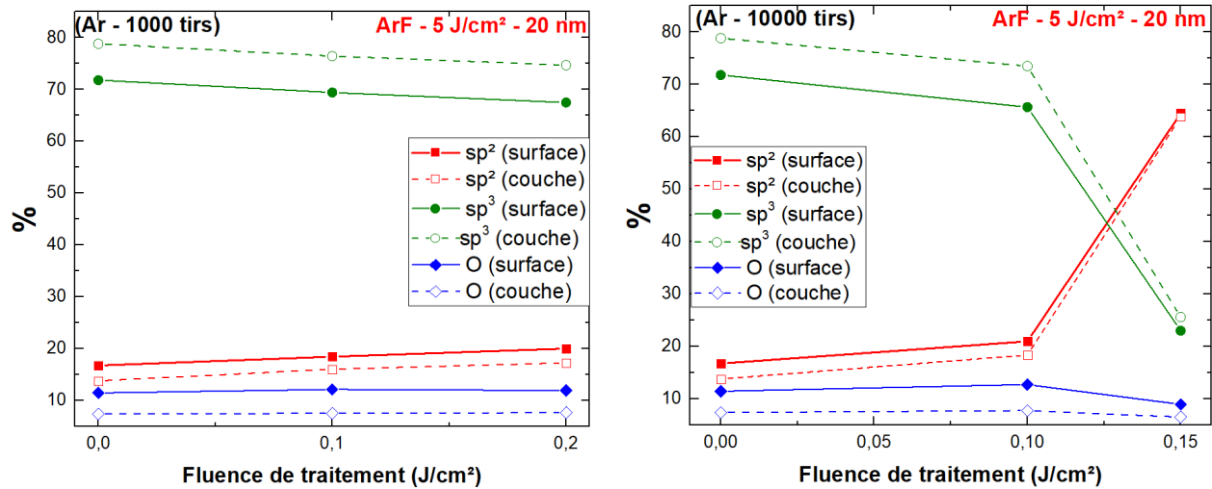 (Ar - 1000 tirs) ArF - 5 J/cm² - 20 nm
80
70
60
50
40
30
20
10
%
sp² (surface)
sp² (couche)
sp³ (surface)
sp³ (couche)
O (surface)
O (couche)
0,0 0,1 0,2
Fluence de traitement (J/cm²)
(Ar - 10000 tirs) ArF - 5 J/cm² - 20 nm
80
70
60
50
40
30
20
10
%
sp² (surface)
sp² (couche)
sp³ (surface)
sp³ (couche)
O (surface)
O (couche)
0,00 0,05 0,10 0,15
Fluence de traitement (J/cm²)